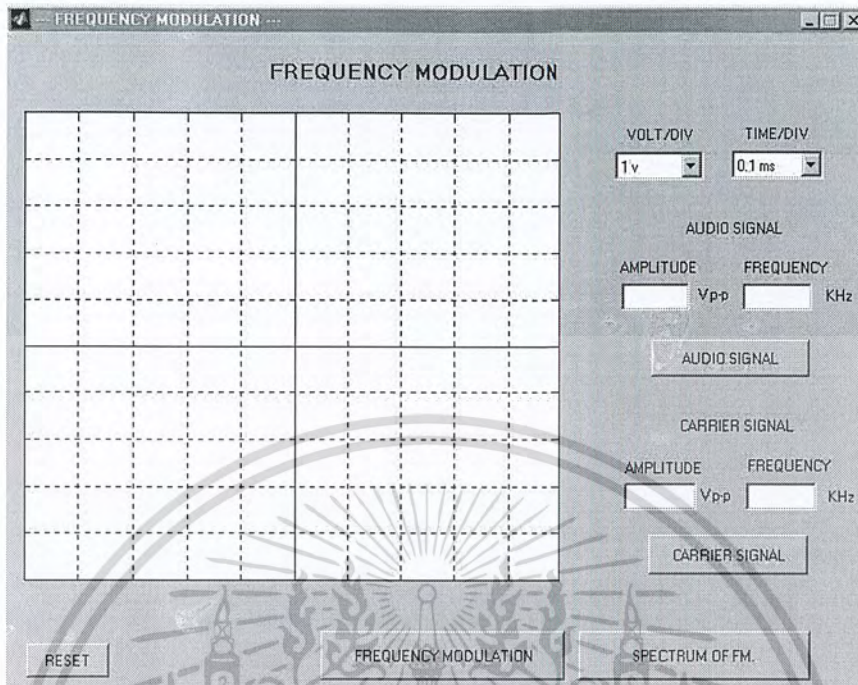 --- FREQUENCY MODULATION ---
FREQUENCY MODULATION
VOLT/DIV TIME/DIV
1 v 0.1 ms
AUDIO SIGNAL
AMPLITUDE FREQUENCY
Vp-p KHz
AUDIO SIGNAL
CARRIER SIGNAL
AMPLITUDE FREQUENCY
Vp-p KHz
CARRIER SIGNAL
RESET FREQUENCY MODULATION SPECTRUM OF FM.